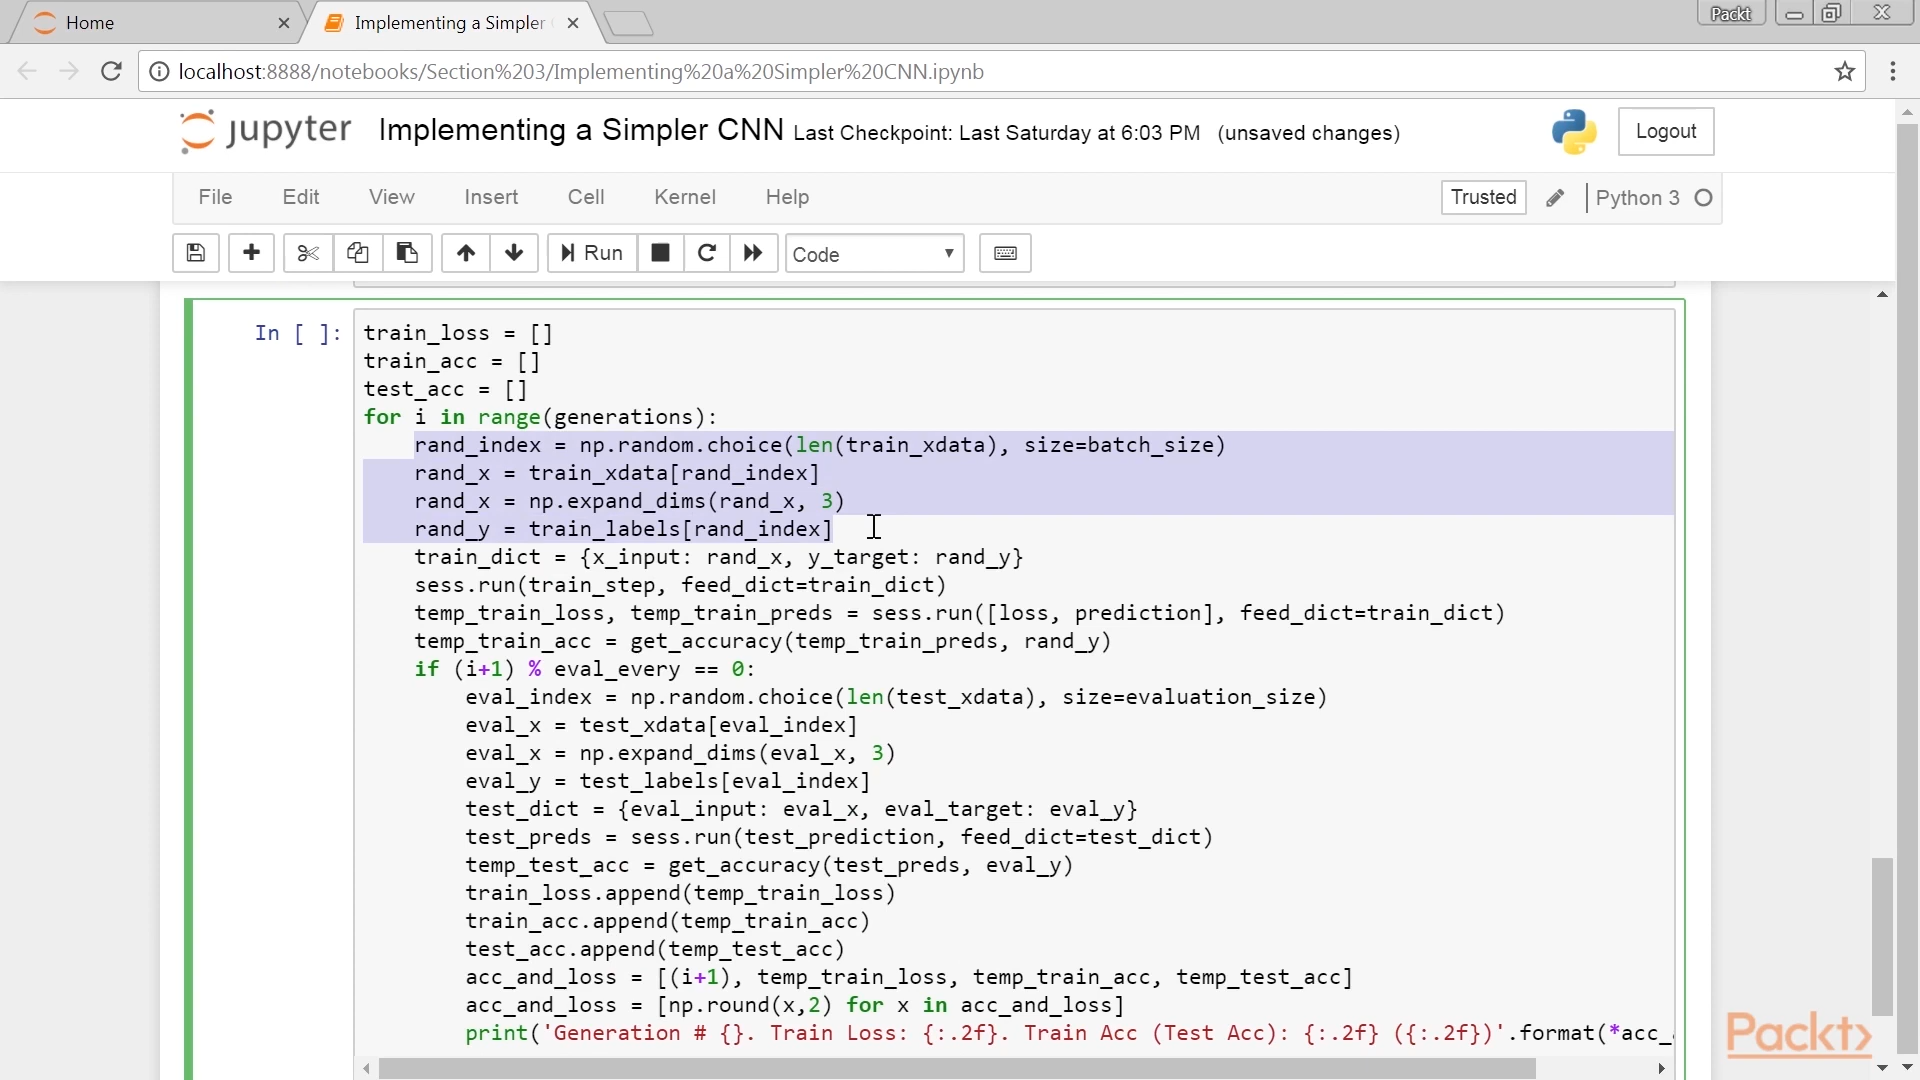 Home
Implementing a Simpler
Packt
localhost:8888/notebooks/Section%203/Implementing%20a%20Simpler%20CNN.ipynb
jupyter Implementing a Simpler CNN Last Checkpoint: Last Saturday at 6:03 PM (unsaved changes)
Logout
File Edit View Insert Cell Kernel Help
Trusted Python 3
Run Code
In [ ]:
train_loss = []
train_acc = []
test_acc = []
for i in range(generations):
    rand_index = np.random.choice(len(train_xdata), size=batch_size)
    rand_x = train_xdata[rand_index]
    rand_x = np.expand_dims(rand_x, 3)
    rand_y = train_labels[rand_index]
    train_dict = {x_input: rand_x, y_target: rand_y}
    sess.run(train_step, feed_dict=train_dict)
    temp_train_loss, temp_train_preds = sess.run([loss, prediction], feed_dict=train_dict)
    temp_train_acc = get_accuracy(temp_train_preds, rand_y)
    if (i+1) % eval_every == 0:
        eval_index = np.random.choice(len(test_xdata), size=evaluation_size)
        eval_x = test_xdata[eval_index]
        eval_x = np.expand_dims(eval_x, 3)
        eval_y = test_labels[eval_index]
        test_dict = {eval_input: eval_x, eval_target: eval_y}
        test_preds = sess.run(test_prediction, feed_dict=test_dict)
        temp_test_acc = get_accuracy(test_preds, eval_y)
        train_loss.append(temp_train_loss)
        train_acc.append(temp_train_acc)
        test_acc.append(temp_test_acc)
        acc_and_loss = [(i+1), temp_train_loss, temp_train_acc, temp_test_acc]
        acc_and_loss = [np.round(x,2) for x in acc_and_loss]
        print('Generation # {}. Train Loss: {:.2f}. Train Acc (Test Acc): {:.2f} ({:.2f})'.format(*acc_
Packt>